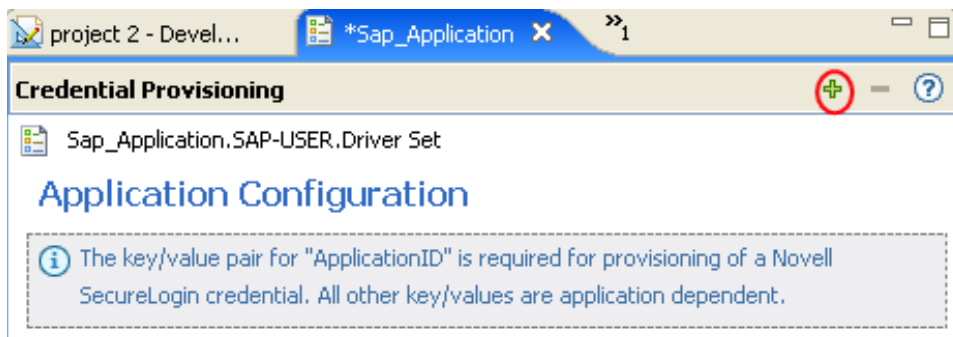 project 2 - Devel...
*Sap_Application
»1
Credential Provisioning
Sap_Application.SAP-USER.Driver Set
Application Configuration
The key/value pair for "ApplicationID" is required for provisioning of a Novell
SecureLogin credential. All other key/values are application dependent.